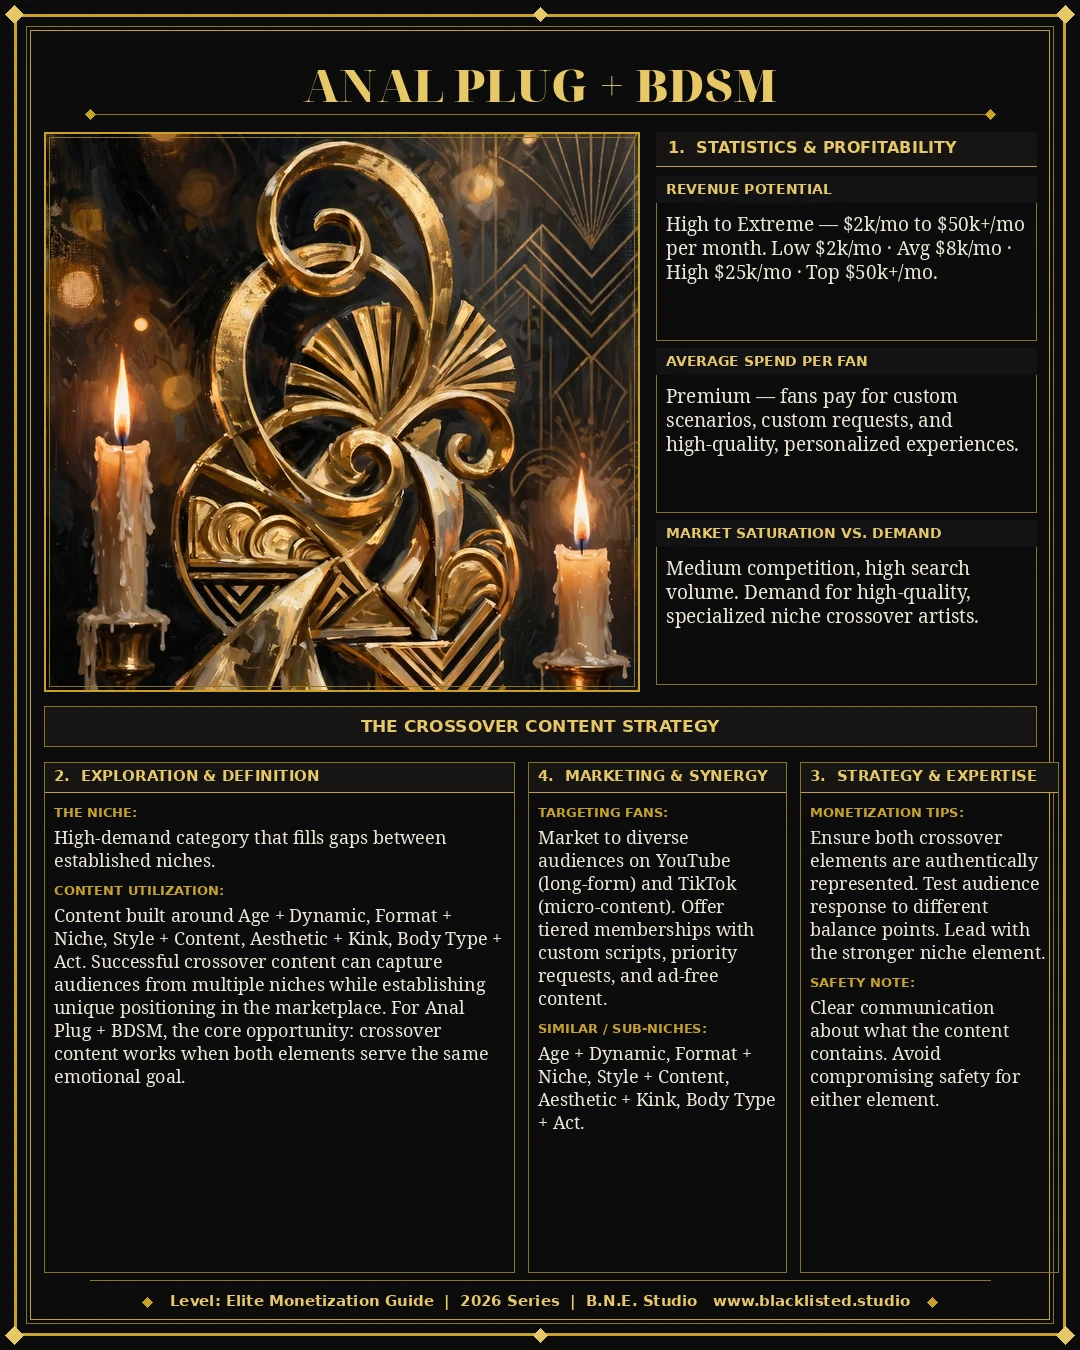 ANAL PLUG + BDSM
1. STATISTICS & PROFITABILITY
REVENUE POTENTIAL
High to Extreme — $2k/mo to $50k+/mo
per month. Low $2k/mo · Avg $8k/mo ·
High $25k/mo · Top $50k+/mo.
AVERAGE SPEND PER FAN
Premium — fans pay for custom
scenarios, custom requests, and
high-quality, personalized experiences.
MARKET SATURATION VS. DEMAND
Medium competition, high search
volume. Demand for high-quality,
specialized niche crossover artists.
THE CROSSOVER CONTENT STRATEGY
2. EXPLORATION & DEFINITION
THE NICHE:
High-demand category that fills gaps between
established niches.
CONTENT UTILIZATION:
Content built around Age + Dynamic, Format +
Niche, Style + Content, Aesthetic + Kink, Body Type +
Act. Successful crossover content can capture
audiences from multiple niches while establishing
unique positioning in the marketplace. For Anal
Plug + BDSM, the core opportunity: crossover
content works when both elements serve the same
emotional goal.
4. MARKETING & SYNERGY
TARGETING FANS:
Market to diverse
audiences on YouTube
(long-form) and TikTok
(micro-content). Offer
tiered memberships with
custom scripts, priority
requests, and ad-free
content.
SIMILAR / SUB-NICHES:
Age + Dynamic, Format +
Niche, Style + Content,
Aesthetic + Kink, Body Type
+ Act.
3. STRATEGY & EXPERTISE
MONETIZATION TIPS:
Ensure both crossover
elements are authentically
represented. Test audience
response to different
balance points. Lead with
the stronger niche element.
SAFETY NOTE:
Clear communication
about what the content
contains. Avoid
compromising safety for
either element.
Level: Elite Monetization Guide | 2026 Series | B.N.E. Studio www.blacklisted.studio